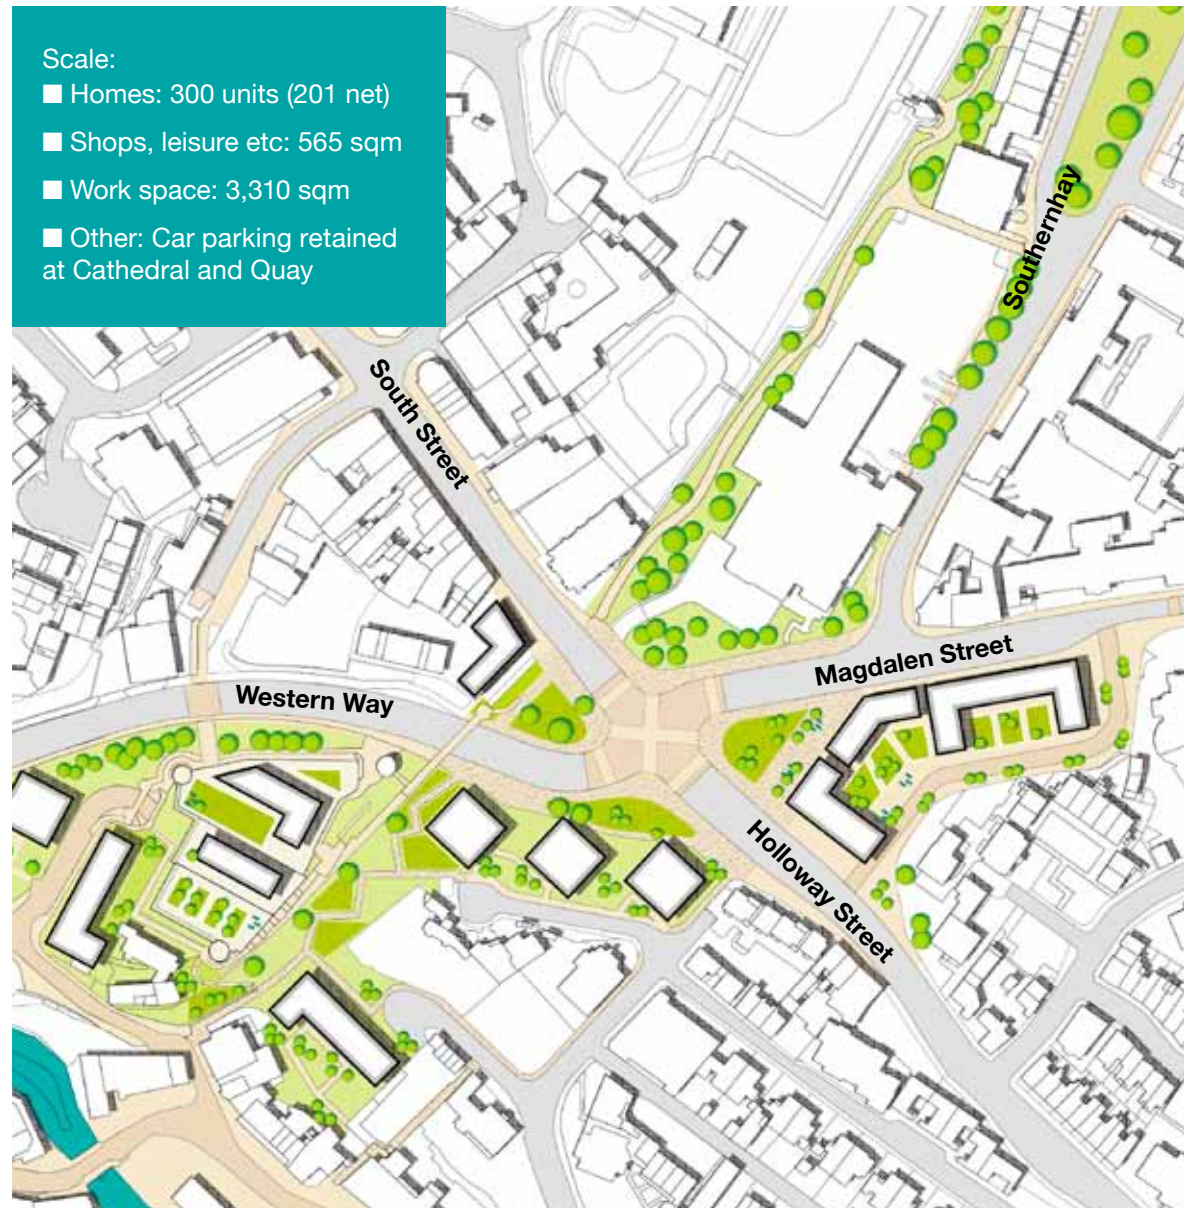 Scale:
■ Homes: 300 units (201 net)
■ Shops, leisure etc: 565 sqm
■ Work space: 3,310 sqm
■ Other: Car parking retained
at Cathedral and Quay
Southernhay
South Street
Magdalen Street
Western Way
Holloway Street